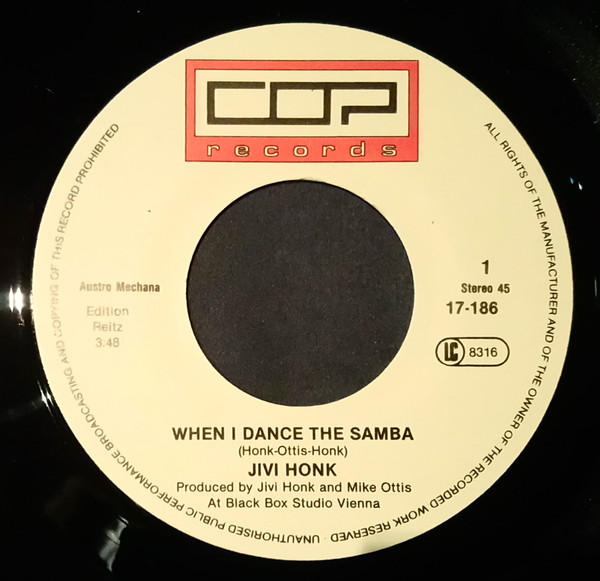 COP
records
ALL RIGHTS OF THE MANUFACTURER AND OF THE OWNER OF THE RECORDED WORK RESERVED · UNAUTHORISED PUBLIC PERFORMANCE BROADCASTING AND COPYING OF THIS RECORD PROHIBITED
Austro Mechana
Edition
Reitz
3:48
1
Stereo 45
17-186
LC 8316
WHEN I DANCE THE SAMBA
(Honk-Ottis-Honk)
JIVI HONK
Produced by Jivi Honk and Mike Ottis
At Black Box Studio Vienna